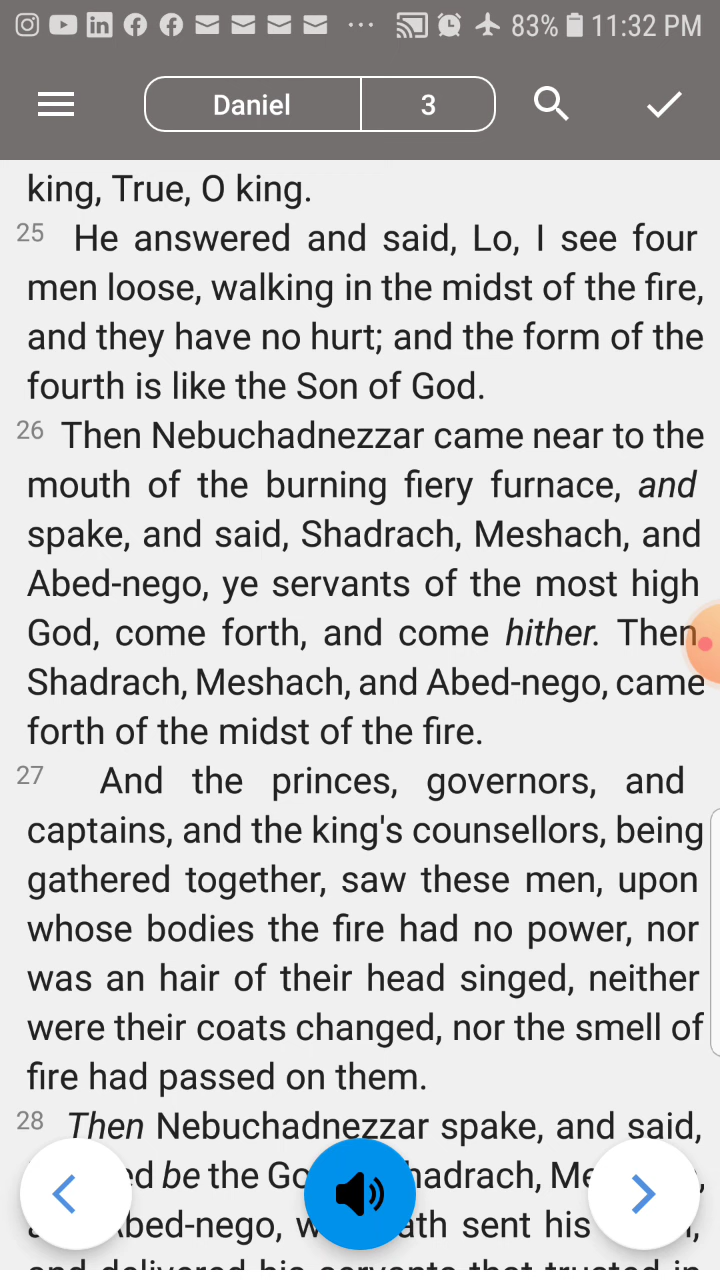 83% 11:32 PM
Daniel 3
king, True, O king.
25 He answered and said, Lo, I see four
men loose, walking in the midst of the fire,
and they have no hurt; and the form of the
fourth is like the Son of God.
26 Then Nebuchadnezzar came near to the
mouth of the burning fiery furnace, and
spake, and said, Shadrach, Meshach, and
Abed-nego, ye servants of the most high
God, come forth, and come hither. Then
Shadrach, Meshach, and Abed-nego, came
forth of the midst of the fire.
27 And the princes, governors, and
captains, and the king's counsellors, being
gathered together, saw these men, upon
whose bodies the fire had no power, nor
was an hair of their head singed, neither
were their coats changed, nor the smell of
fire had passed on them.
28 Then Nebuchadnezzar spake, and said,
be the
sent his
and delivered his servants that trusted in